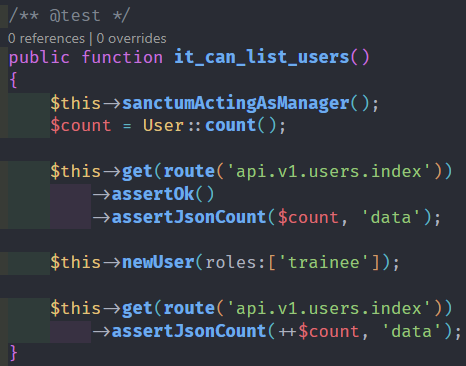 /** @test */
0 references | 0 overrides
public function it_can_list_users()
{
$this->sanctumActingAsManager();
$count = User::count();
$this->get(route('api.v1.users.index'))
->assertOk()
->assertJsonCount($count, 'data');
$this->newUser(roles:['trainee']);
$this->get(route('api.v1.users.index'))
->assertJsonCount(++$count, 'data');
}